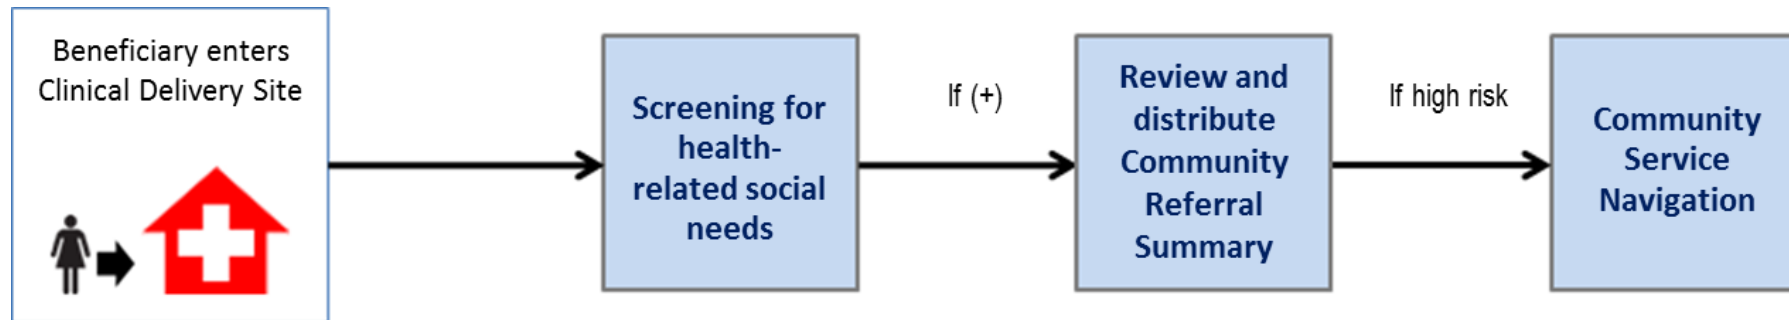 Beneficiary enters
Clinical Delivery Site
Screening for
health-
related social
needs
If (+)
Review and
distribute
Community
Referral
Summary
If high risk
Community
Service
Navigation